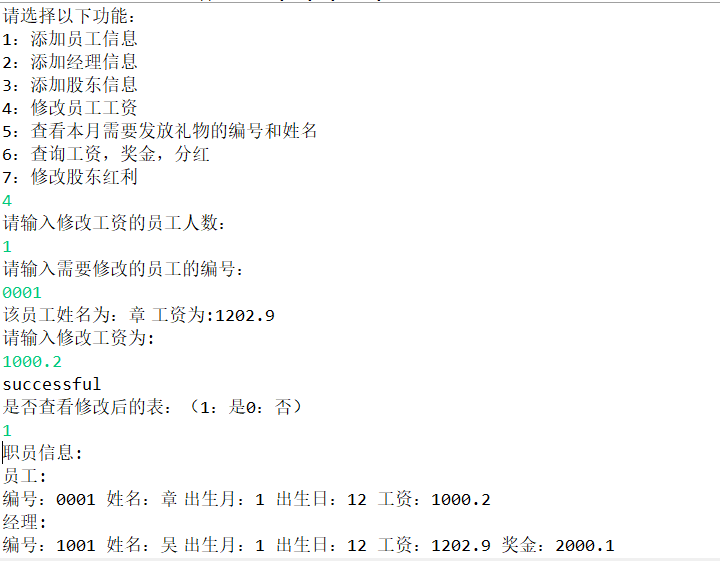 请选择以下功能：
1：添加员工信息
2：添加经理信息
3：添加股东信息
4：修改员工工资
5：查看本月需要发放礼物的编号和姓名
6：查询工资，奖金，分红
7：修改股东红利
4
请输入修改工资的员工人数：
1
请输入需要修改的员工的编号：
0001
该员工姓名为：章 工资为:1202.9
请输入修改工资为:
1000.2
successful
是否查看修改后的表：（1：是0：否）
1
职员信息:
员工:
编号：0001 姓名：章 出生月：1 出生日：12 工资：1000.2
经理:
编号：1001 姓名：吴 出生月：1 出生日：12 工资：1202.9 奖金：2000.1